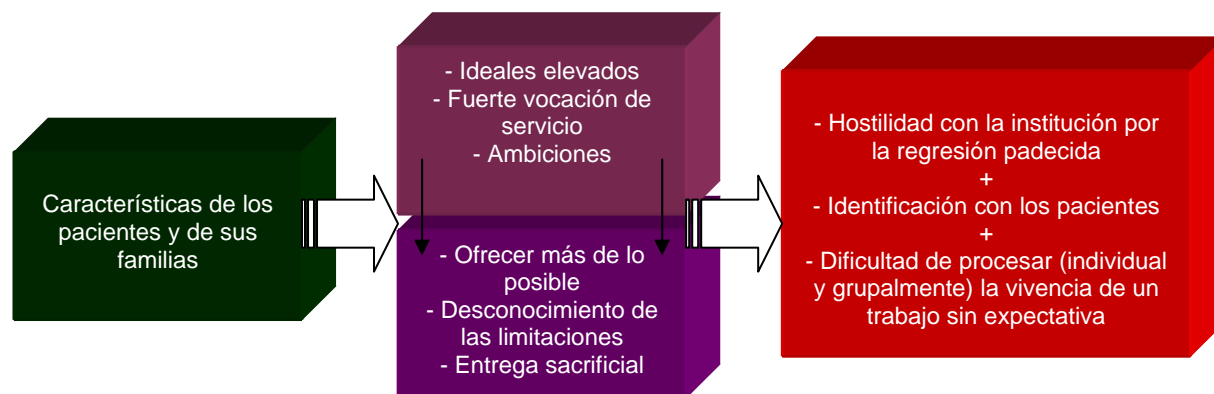 Características de los
pacientes y de sus
familias
- Ideales elevados
- Fuerte vocación de
servicio
- Ambiciones
- Ofrecer más de lo
posible
- Desconocimiento de
las limitaciones
- Entrega sacrificial
- Hostilidad con la institución por
la regresión padecida
+
- Identificación con los pacientes
+
- Dificultad de procesar (individual
y grupalmente) la vivencia de un
trabajo sin expectativa